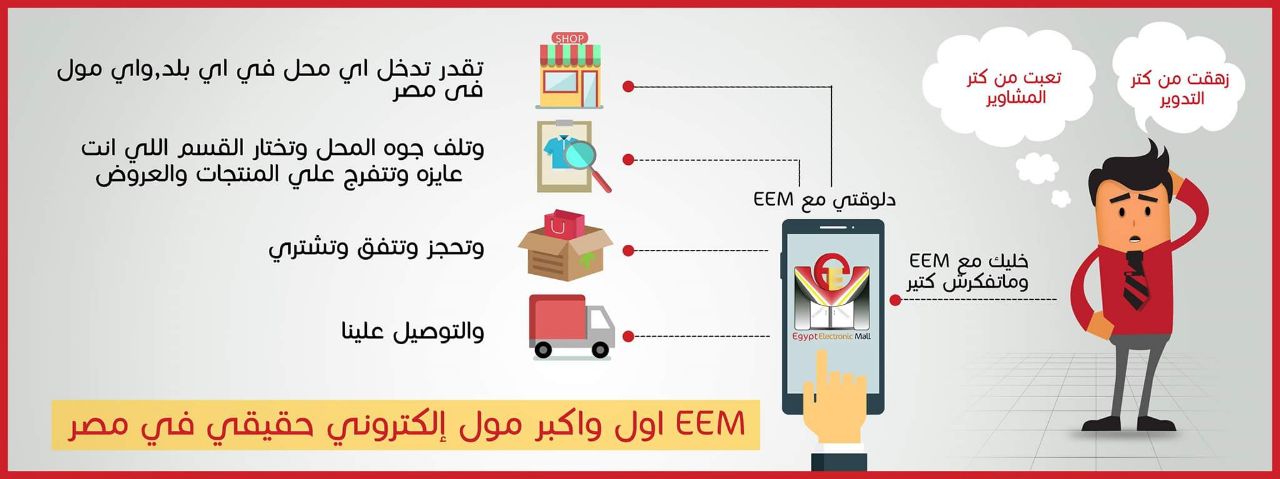 زهقت من كتر
التدوير
تعبت من كتر
المشاوير
خليك مع EEM
وماتفكرش كتير
دلوقتي مع EEM
Egypt Electronic Mall
SHOP
تقدر تدخل اي محل في اي بلد,واي مول
فى مصر
وتلف جوه المحل وتختار القسم اللي انت
عايزه وتتفرج علي المنتجات والعروض
وتحجز وتتفق وتشتري
والتوصيل علينا
EEM اول واكبر مول إلكتروني حقيقي في مصر